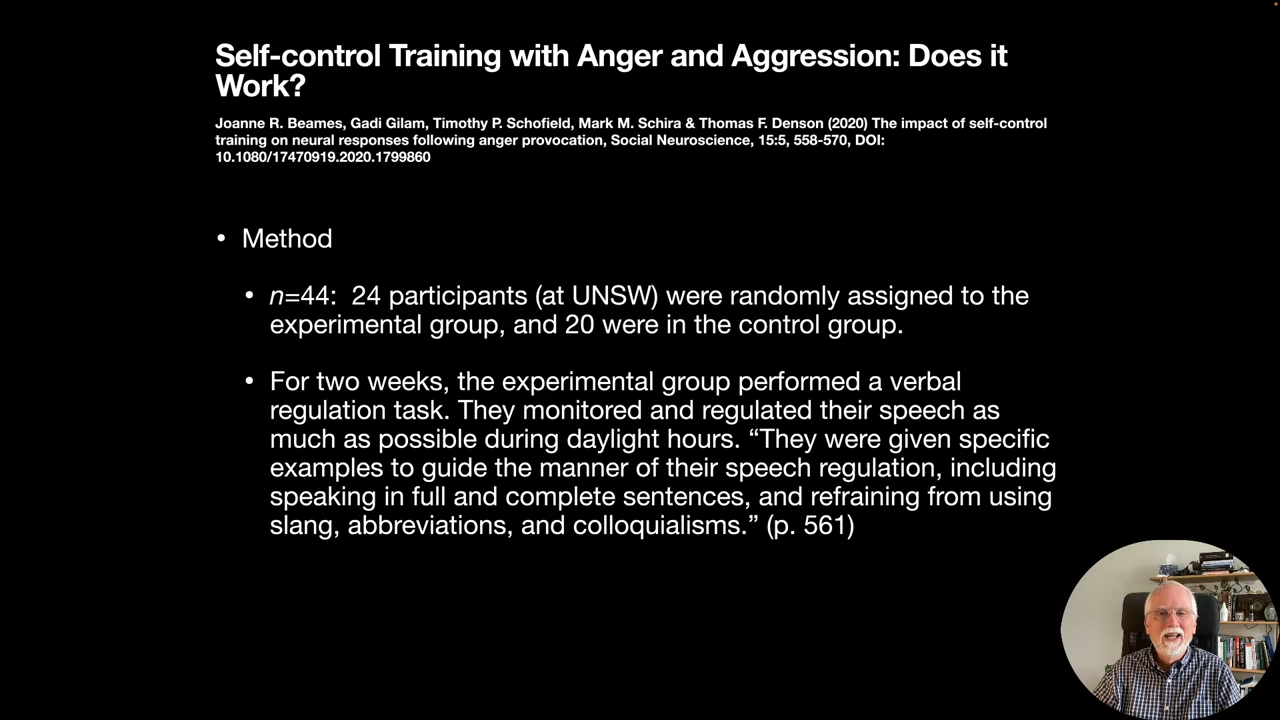 Self-control Training with Anger and Aggression: Does it
Work?
Joanne R. Beames, Gadi Gilam, Timothy P. Schofield, Mark M. Schira & Thomas F. Denson (2020) The impact of self-control
training on neural responses following anger provocation, Social Neuroscience, 15:5, 558-570, DOI:
10.1080/17470919.2020.1799860
• Method
• n=44: 24 participants (at UNSW) were randomly assigned to the
experimental group, and 20 were in the control group.
• For two weeks, the experimental group performed a verbal
regulation task. They monitored and regulated their speech as
much as possible during daylight hours. “They were given specific
examples to guide the manner of their speech regulation, including
speaking in full and complete sentences, and refraining from using
slang, abbreviations, and colloquialisms.” (p. 561)